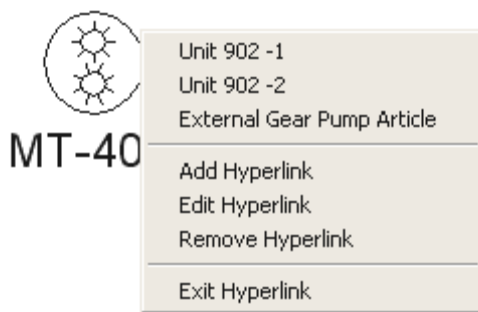 Unit 902 -1
Unit 902 -2
External Gear Pump Article
MT-40
Add Hyperlink
Edit Hyperlink
Remove Hyperlink
Exit Hyperlink